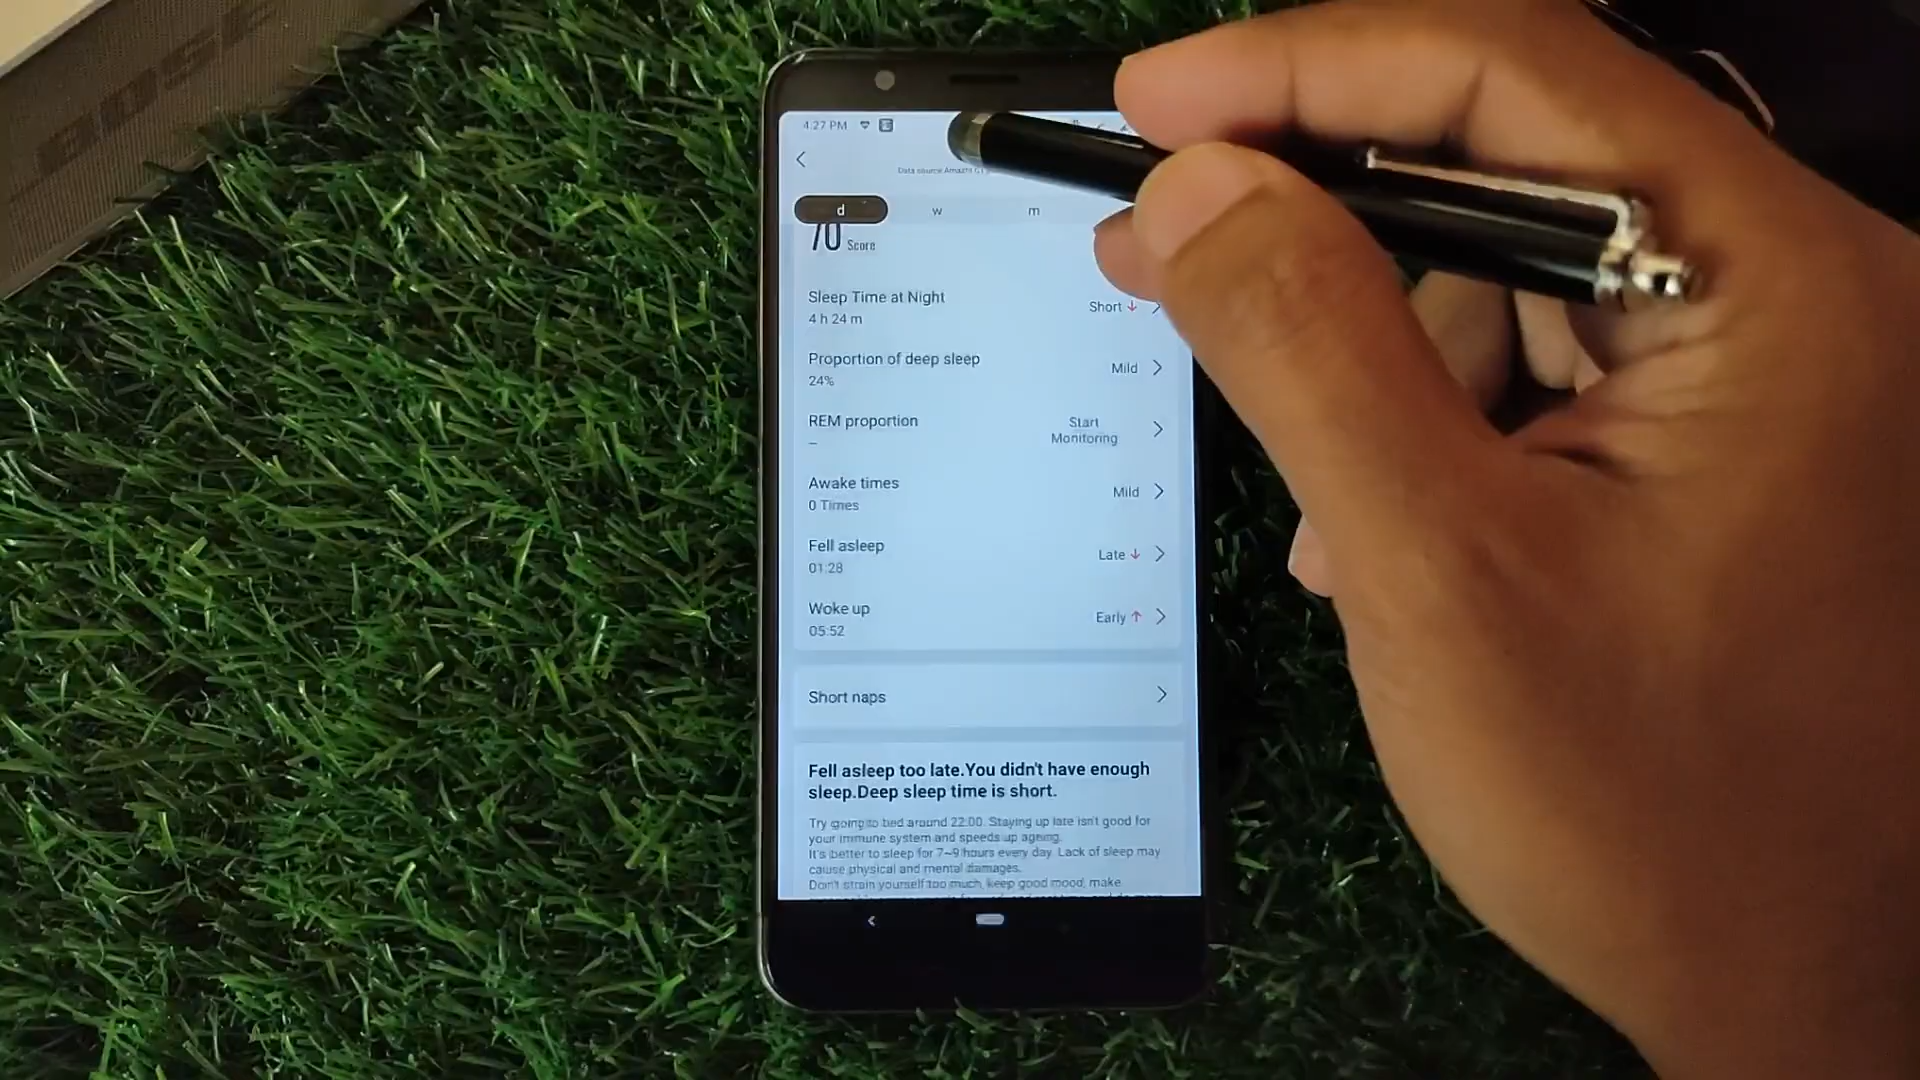 BOSE
4:27 PM
Data source:Amazfit GT
d
w
m
70 Score
Sleep Time at Night
4 h 24 m
Short ↓
Proportion of deep sleep
24%
Mild
REM proportion
–
Start
Monitoring
Awake times
0 Times
Mild
Fell asleep
01:28
Late ↓
Woke up
05:52
Early ↑
Short naps
Fell asleep too late.You didn't have enough
sleep.Deep sleep time is short.
Try going to bed around 22:00. Staying up late isn't good for
your immune system and speeds up ageing.
It's better to sleep for 7~9 hours every day. Lack of sleep may
cause physical and mental damages.
Don't strain yourself too much, keep good mood, make